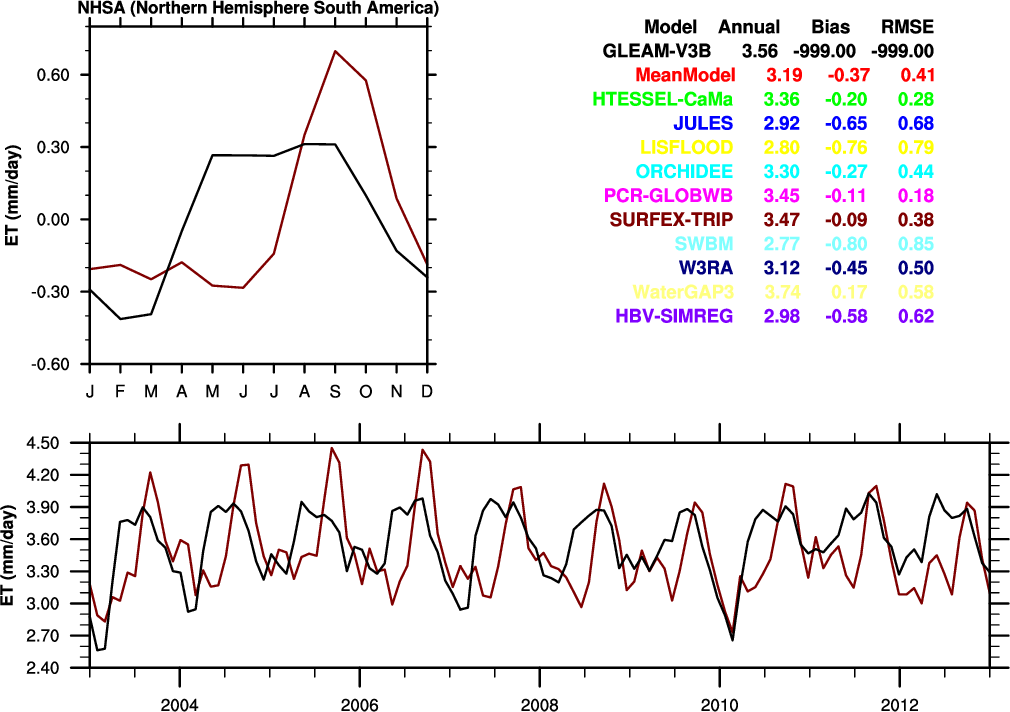 NHSA (Northern Hemisphere South America)
Model Annual Bias RMSE
GLEAM-V3B 3.56 -999.00 -999.00
MeanModel 3.19 -0.37 0.41
HTESSEL-CaMa 3.36 -0.20 0.28
JULES 2.92 -0.65 0.68
LISFLOOD 2.80 -0.76 0.79
ORCHIDEE 3.30 -0.27 0.44
PCR-GLOBWB 3.45 -0.11 0.18
SURFEX-TRIP 3.47 -0.09 0.38
SWBM 2.77 -0.80 0.85
W3RA 3.12 -0.45 0.50
WaterGAP3 3.74 0.17 0.58
HBV-SIMREG 2.98 -0.58 0.62
ET (mm/day)
0.60
0.30
0.00
-0.30
-0.60
J F M A M J J A S O N D
ET (mm/day)
4.50
4.20
3.90
3.60
3.30
3.00
2.70
2.40
2004 2006 2008 2010 2012